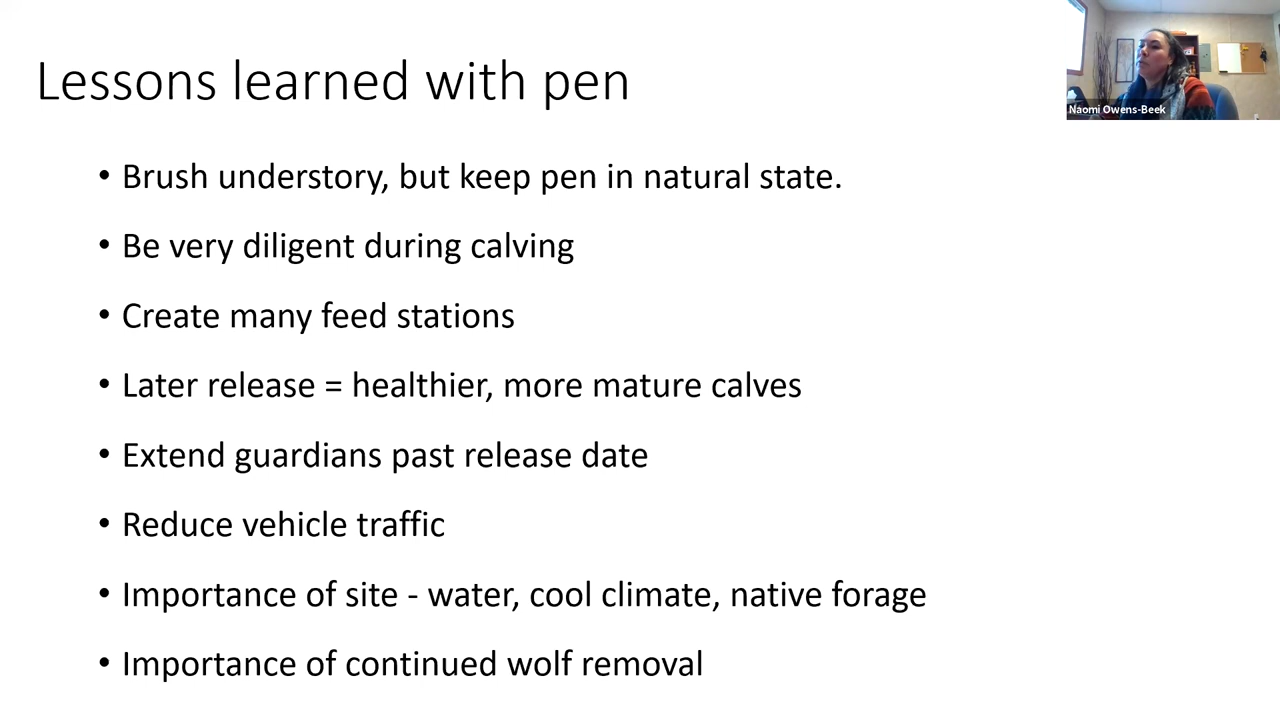 Lessons learned with pen
Naomi Owens-Beek
• Brush understory, but keep pen in natural state.
• Be very diligent during calving
• Create many feed stations
• Later release = healthier, more mature calves
• Extend guardians past release date
• Reduce vehicle traffic
• Importance of site - water, cool climate, native forage
• Importance of continued wolf removal